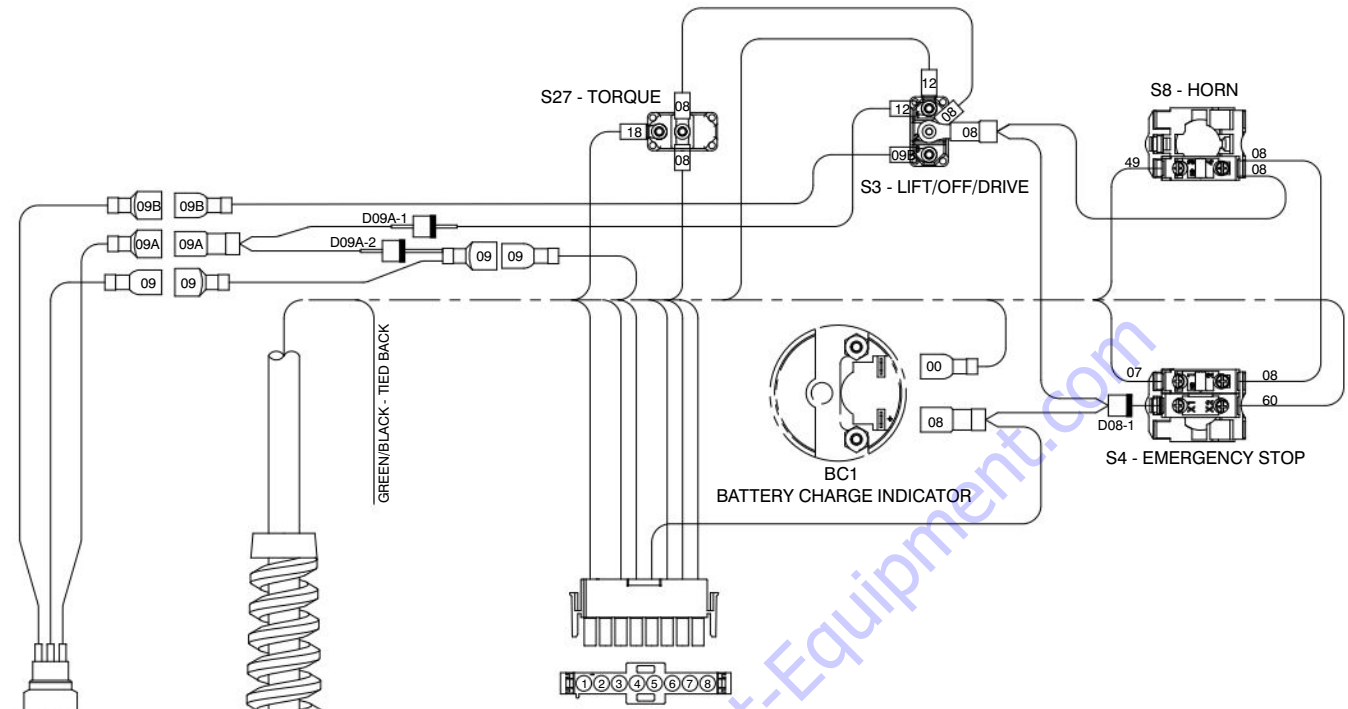 S27 - TORQUE
S8 - HORN
12
08
12
08
18
08
08
09B
08
49
08
08
S3 - LIFT/OFF/DRIVE
09B
09B
D09A-1
09A
09A
D09A-2
09
09
09
09
GREEN/BLACK - TIED BACK
00
07
08
60
08
D08-1
BC1
BATTERY CHARGE INDICATOR
S4 - EMERGENCY STOP
1 2 3 4 5 6 7 8
t-Equipment.com